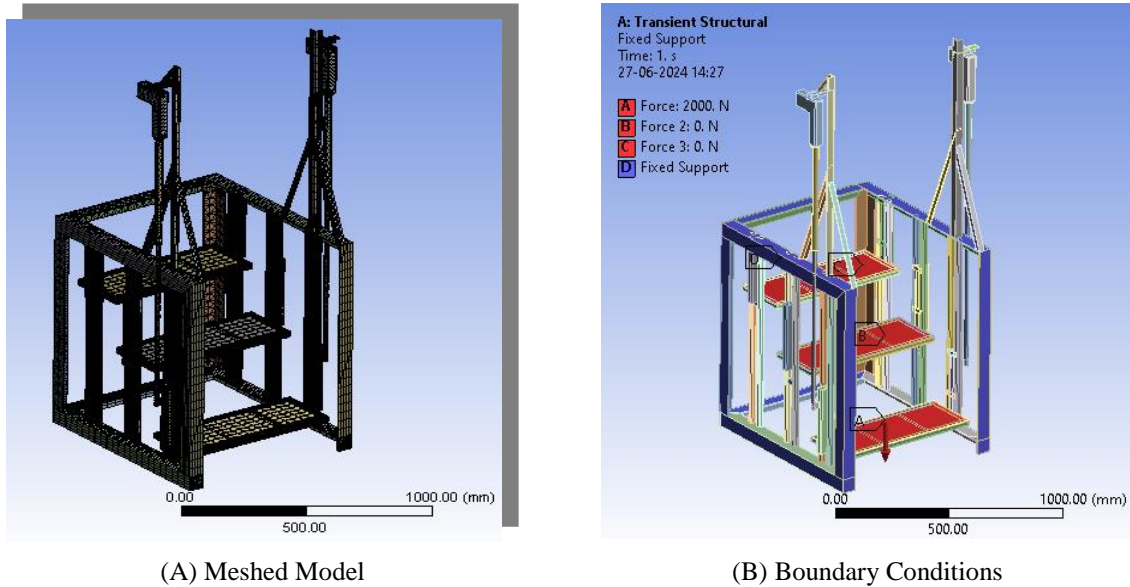 0.00
1000.00 (mm)
500.00
(A) Meshed Model
A: Transient Structural
Fixed Support
Time: 1. s
27-06-2024 14:27
A Force: 2000. N
B Force 2: 0. N
C Force 3: 0. N
D Fixed Support
D
C
B
A
0.00
1000.00 (mm)
500.00
(B) Boundary Conditions